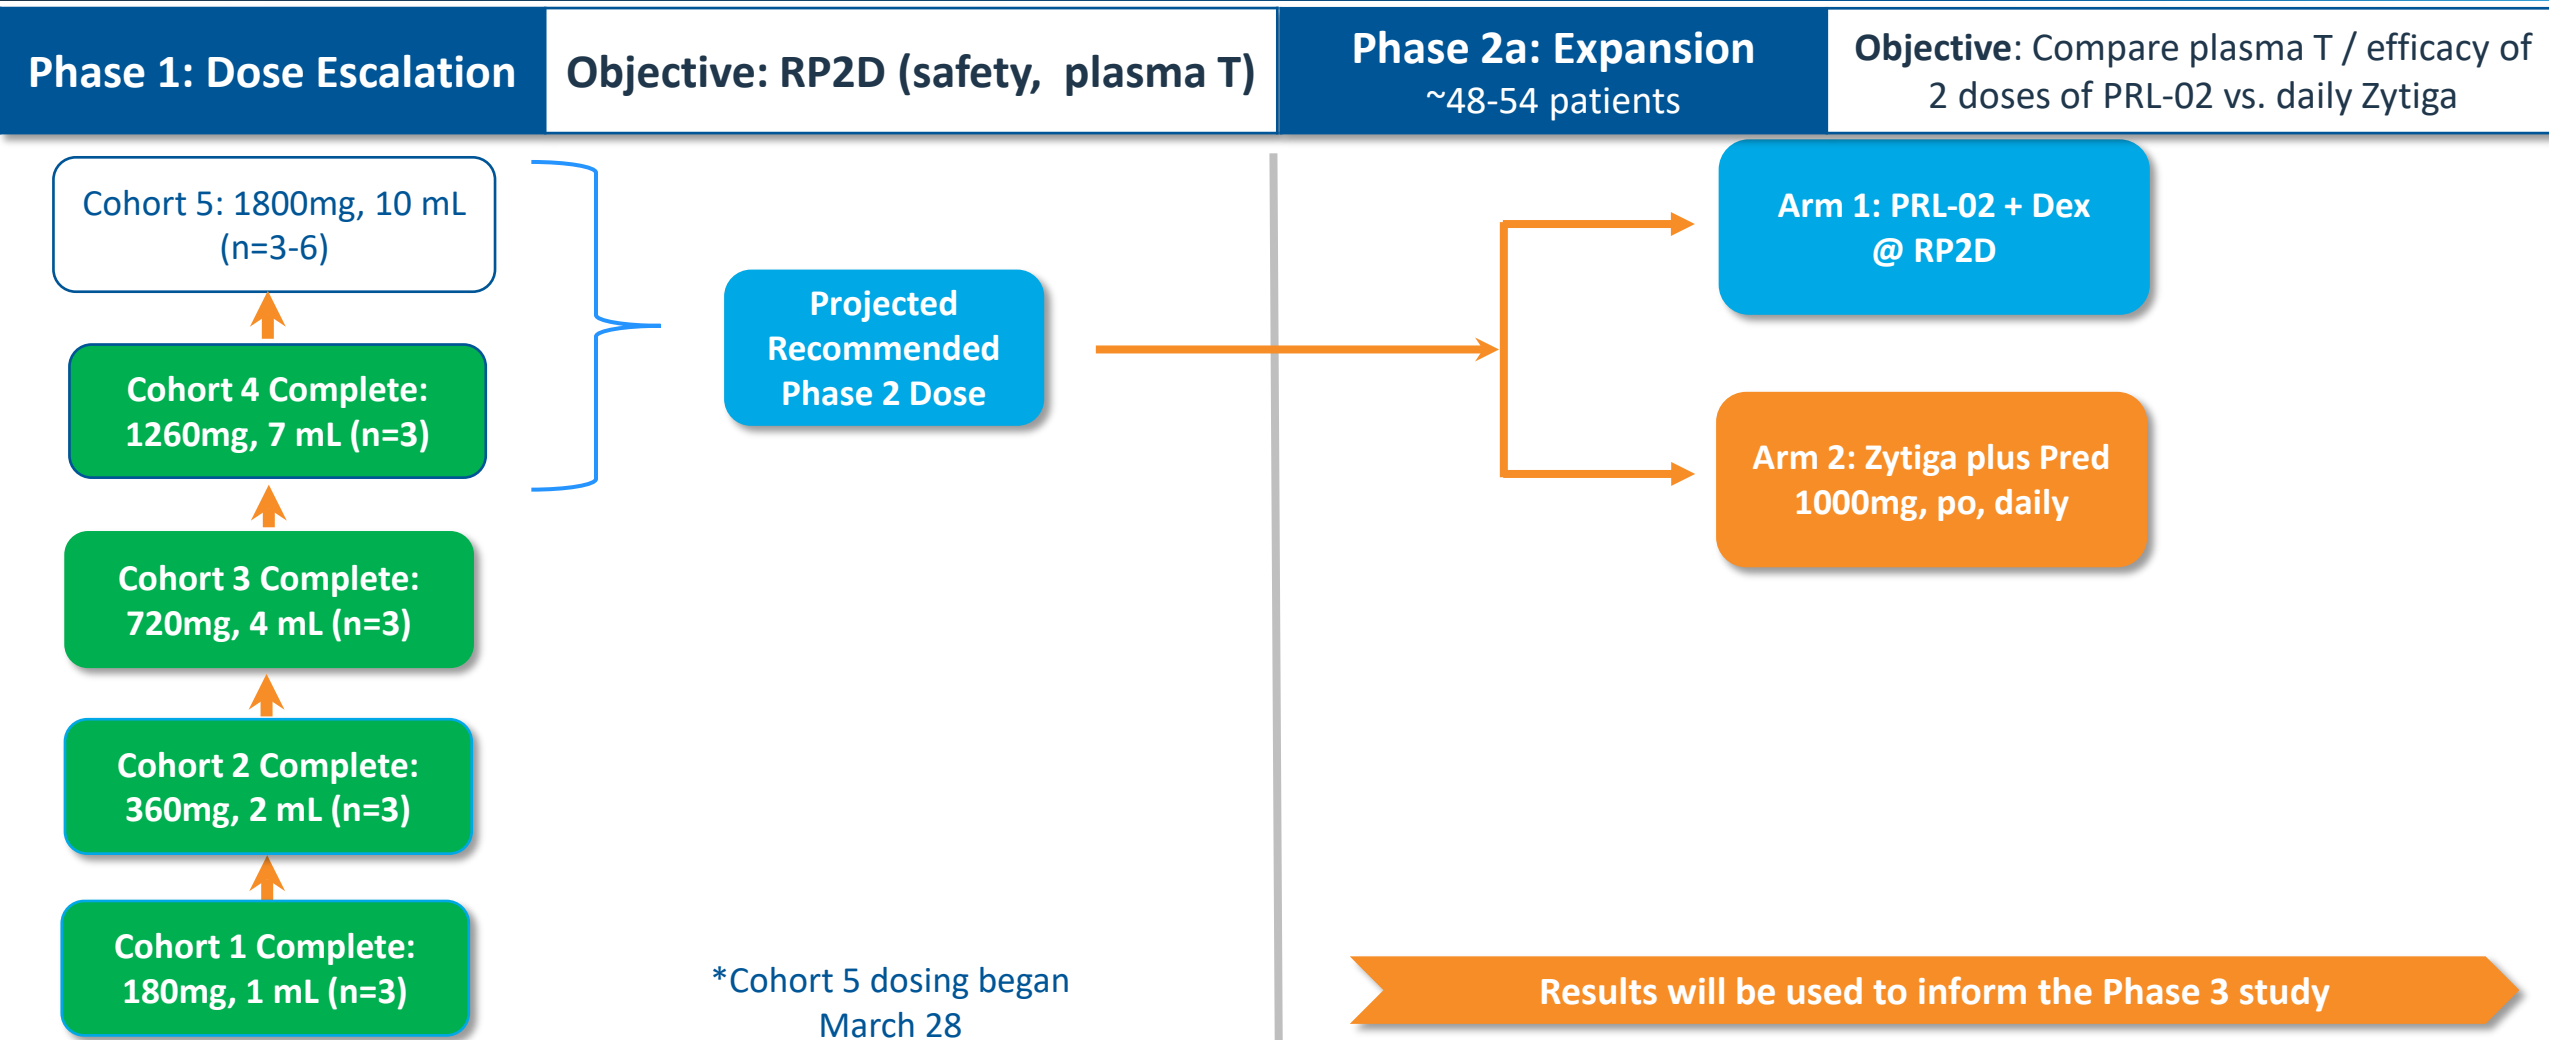 Phase 1: Dose Escalation
Objective: RP2D (safety, plasma T)
Phase 2a: Expansion
~48-54 patients
Objective: Compare plasma T / efficacy of
2 doses of PRL-02 vs. daily Zytiga
Cohort 5: 1800mg, 10 mL
(n=3-6)
Cohort 4 Complete:
1260mg, 7 mL (n=3)
Cohort 3 Complete:
720mg, 4 mL (n=3)
Cohort 2 Complete:
360mg, 2 mL (n=3)
Cohort 1 Complete:
180mg, 1 mL (n=3)
Projected
Recommended
Phase 2 Dose
*Cohort 5 dosing began
March 28
Arm 1: PRL-02 + Dex
@ RP2D
Arm 2: Zytiga plus Pred
1000mg, po, daily
Results will be used to inform the Phase 3 study